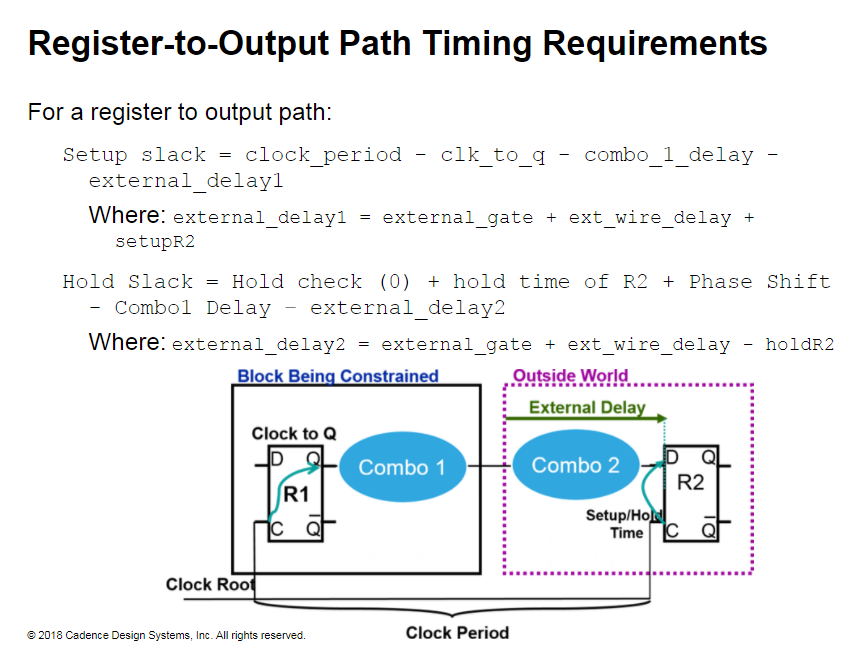 Register-to-Output Path Timing Requirements
For a register to output path:
Setup slack = clock_period - clk_to_q - combo_1_delay -
external_delay1
Where: external_delay1 = external_gate + ext_wire_delay +
setupR2
Hold Slack = Hold check (0) + hold time of R2 + Phase Shift
- Combo1 Delay – external_delay2
Where: external_delay2 = external_gate + ext_wire_delay - holdR2
Block Being Constrained
Outside World
External Delay
Clock to Q
D Q
R1
C Q̅
Combo 1
Combo 2
D Q
R2
C Q̅
Setup/Hold
Time
Clock Root
Clock Period
© 2018 Cadence Design Systems, Inc. All rights reserved.